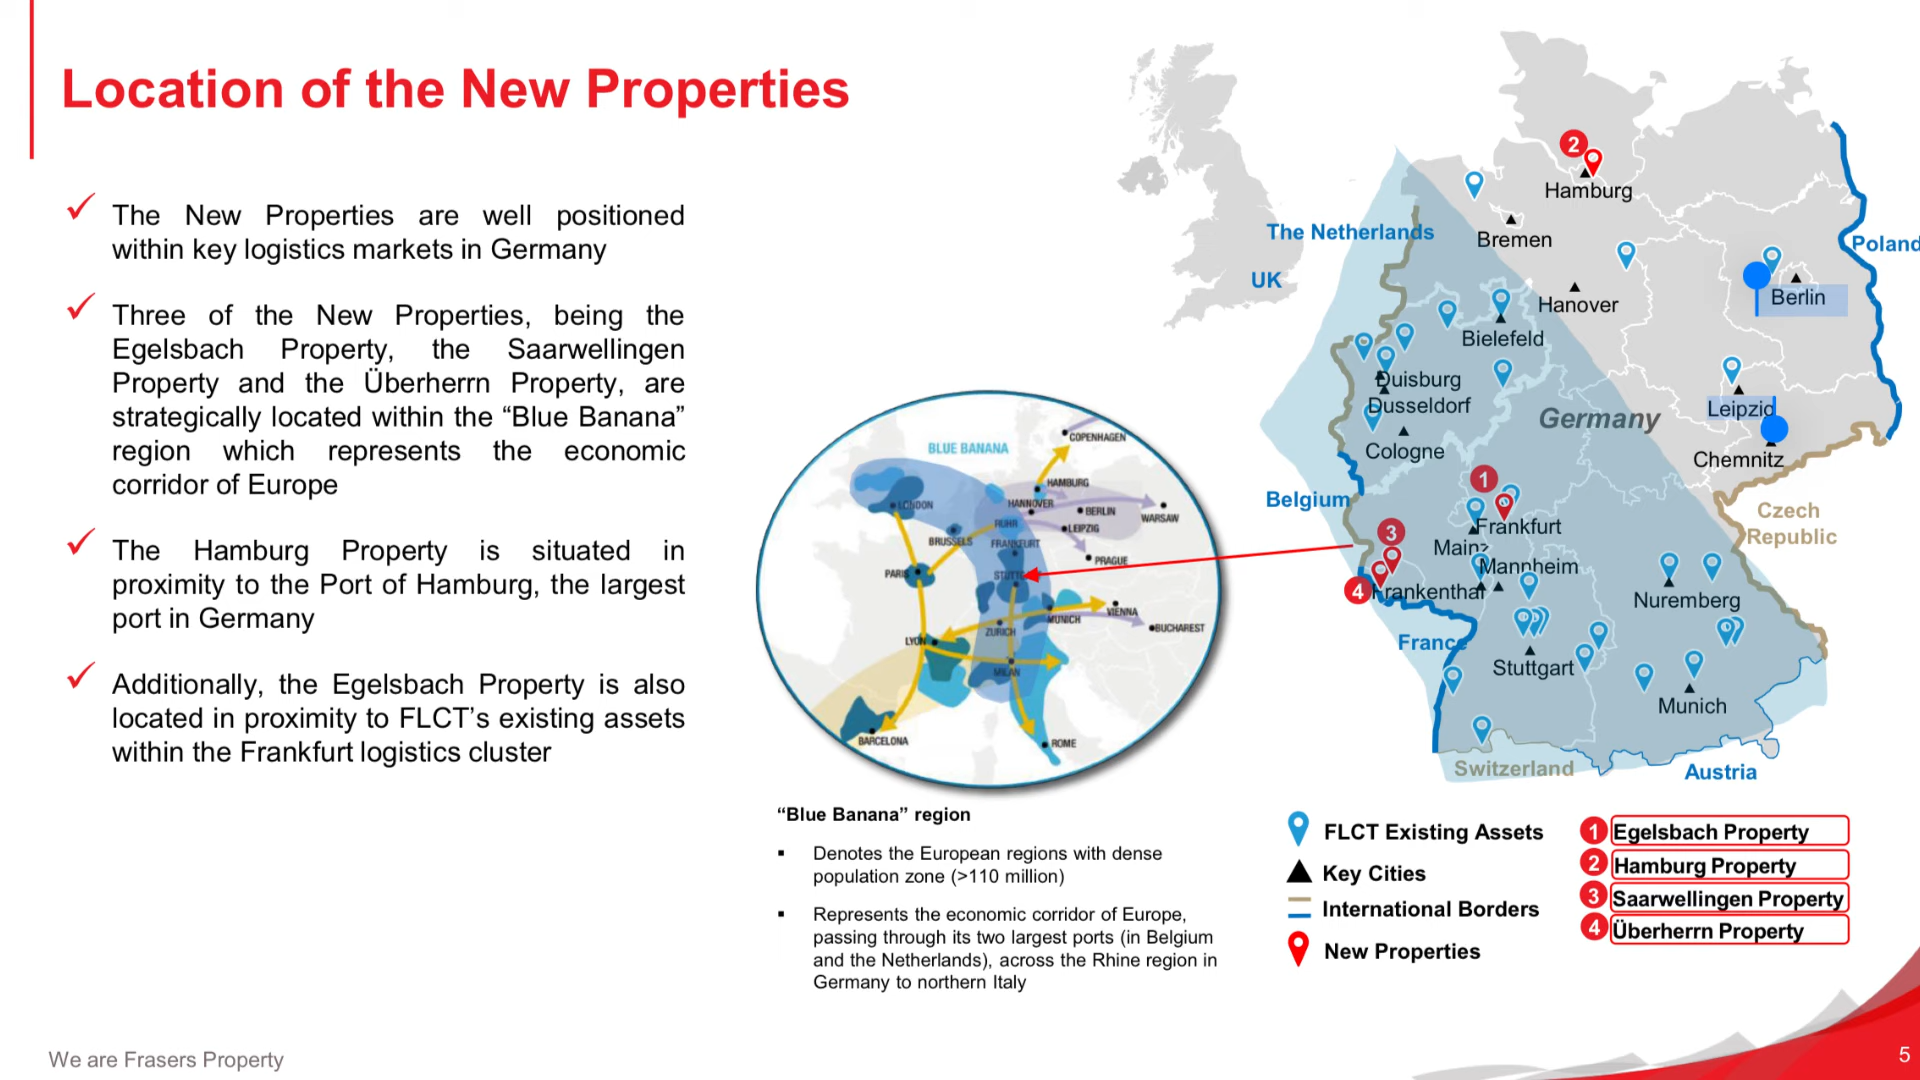 Location of the New Properties
The New Properties are well positioned
within key logistics markets in Germany
Three of the New Properties, being the
Egelsbach Property, the Saarwellingen
Property and the Überherrn Property, are
strategically located within the “Blue Banana”
region which represents the economic
corridor of Europe
The Hamburg Property is situated in
proximity to the Port of Hamburg, the largest
port in Germany
Additionally, the Egelsbach Property is also
located in proximity to FLCT’s existing assets
within the Frankfurt logistics cluster
BLUE BANANA
COPENHAGEN
HAMBURG
LONDON
HANNOVER
BERLIN
WARSAW
RUHR
LEIPZIG
BRUSSELS
FRANKFURT
PRAGUE
PARIS
VIENNA
MUNICH
BUCHAREST
ZURICH
LYON
MILAN
BARCELONA
ROME
“Blue Banana” region
Denotes the European regions with dense
population zone (>110 million)
Represents the economic corridor of Europe,
passing through its two largest ports (in Belgium
and the Netherlands), across the Rhine region in
Germany to northern Italy
2
Hamburg
The Netherlands
Bremen
Poland
UK
Berlin
Hanover
Bielefeld
Duisburg
Dusseldorf
Leipzig
Germany
Cologne
Chemnitz
1
Belgium
Czech
Republic
Frankfurt
3
Mainz
Mannheim
4
Frankenthal
Nuremberg
France
Stuttgart
Munich
Switzerland
Austria
FLCT Existing Assets
Key Cities
International Borders
New Properties
1 Egelsbach Property
2 Hamburg Property
3 Saarwellingen Property
4 Überherrn Property
We are Frasers Property
5